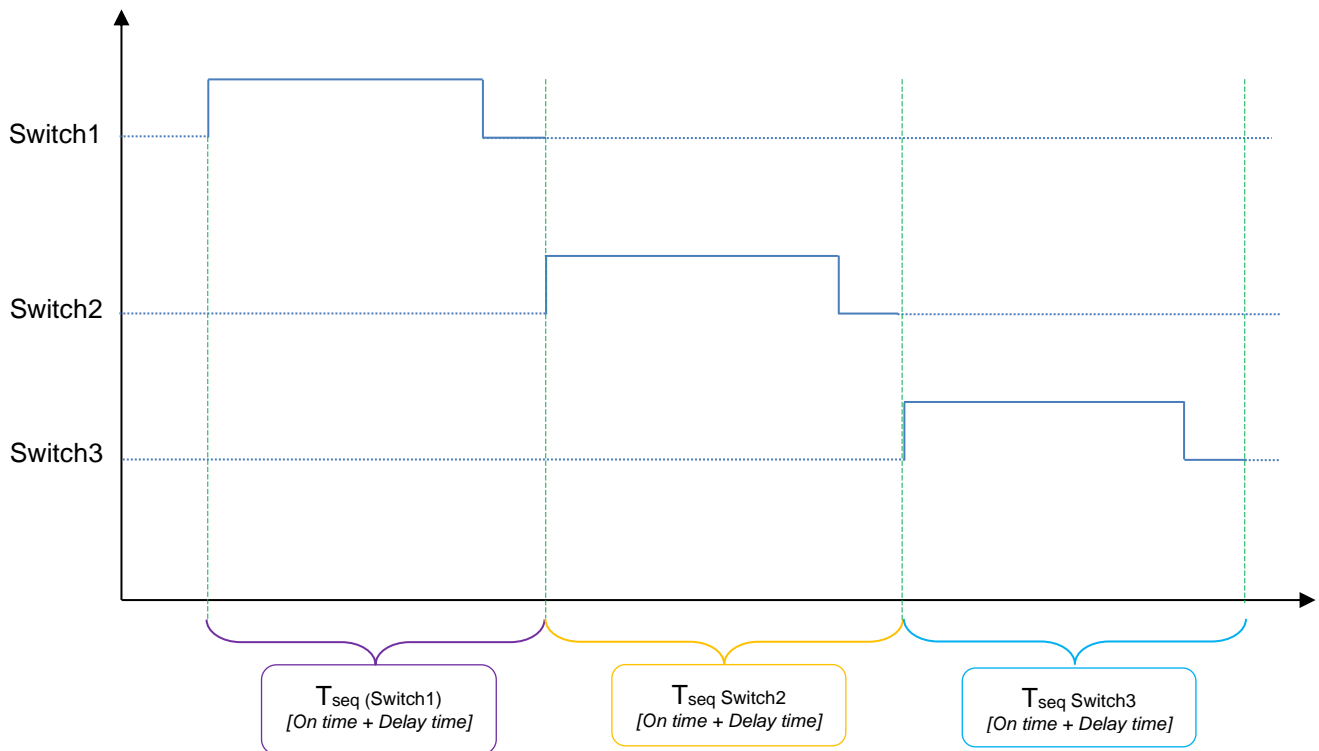 Switch1
Switch2
Switch3
Tseq (Switch1)
[On time + Delay time]
Tseq Switch2
[On time + Delay time]
Tseq Switch3
[On time + Delay time]